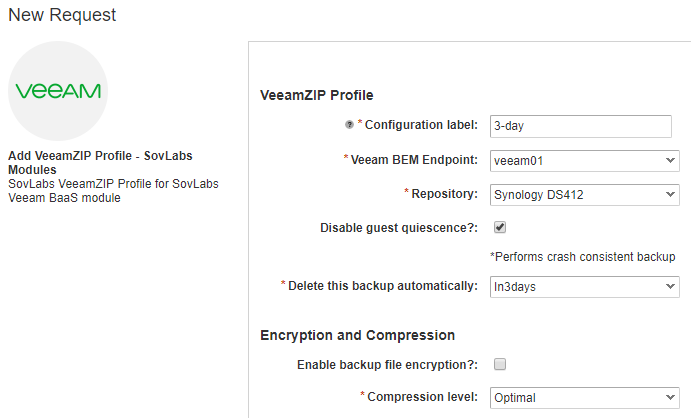 New Request
veeAM
Add VeeamZIP Profile - SovLabs
Modules
SovLabs VeeamZIP Profile for SovLabs
Veeam BaaS module
VeeamZIP Profile
* Configuration label: 3-day
* Veeam BEM Endpoint: veeam01
* Repository: Synology DS412
Disable guest quiescence?:
*Performs crash consistent backup
* Delete this backup automatically: In3days
Encryption and Compression
Enable backup file encryption?:
* Compression level: Optimal